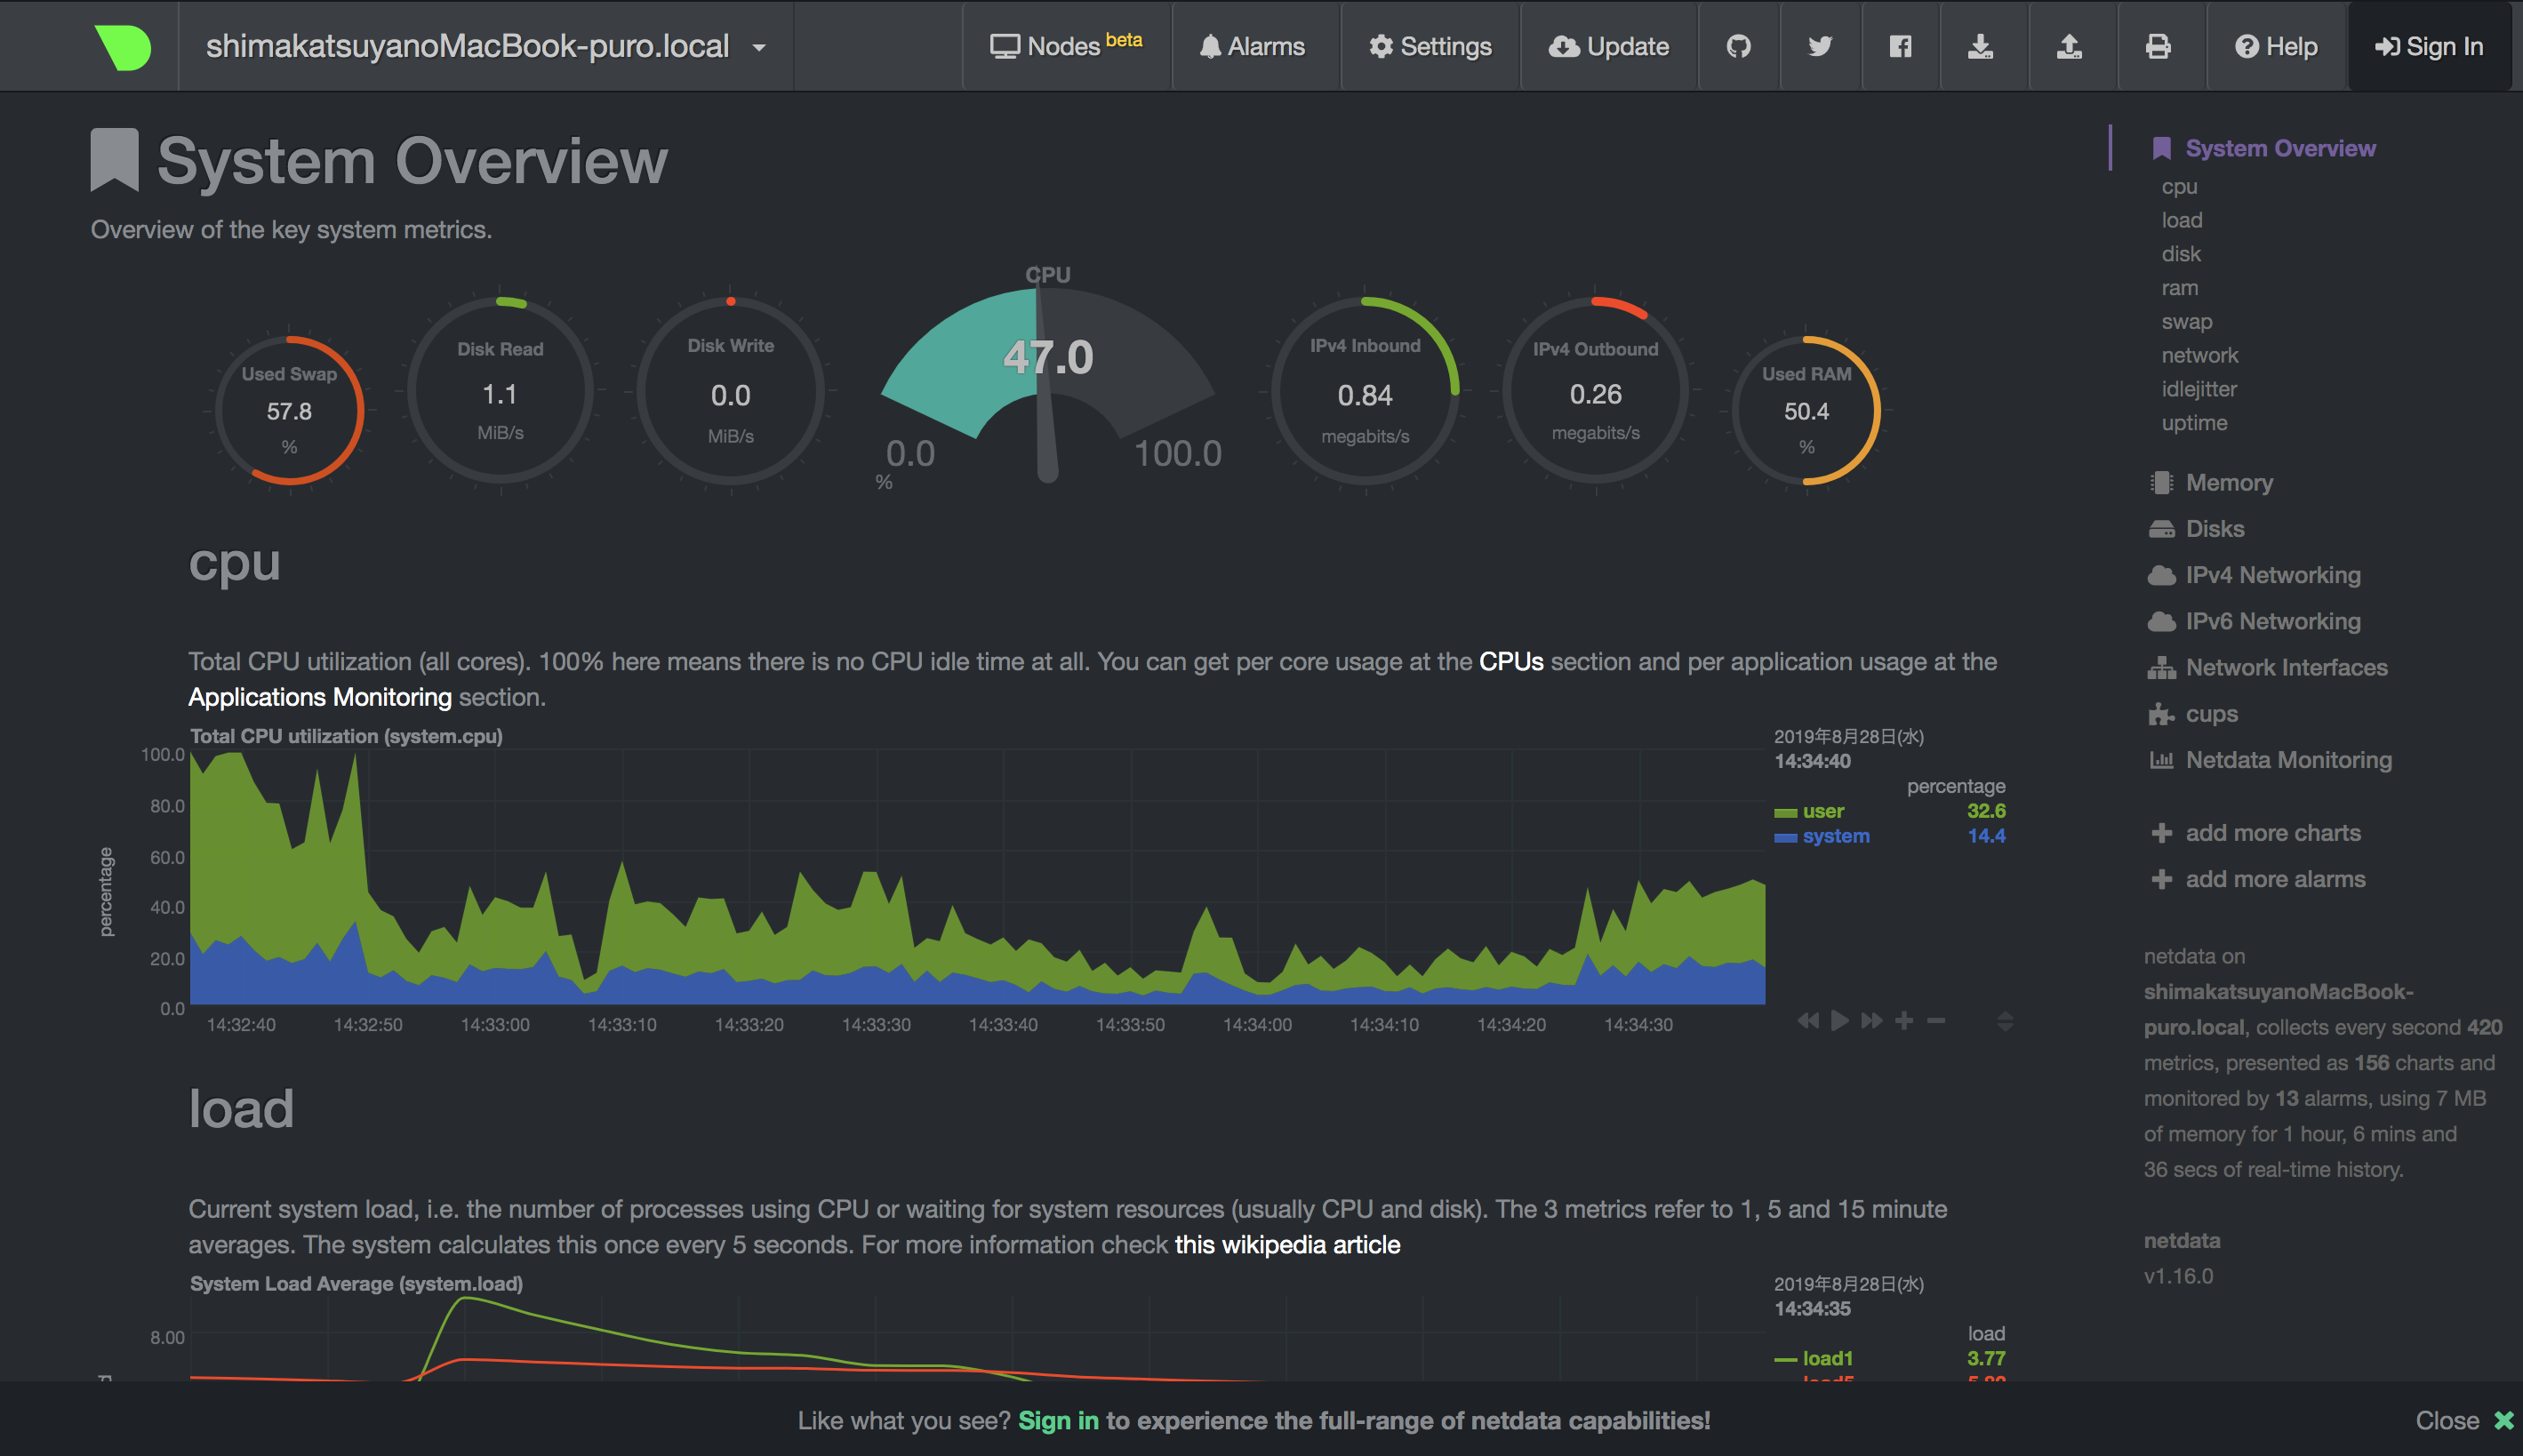 shimakatsuyanoMacBook-puro.local
Nodes beta
Alarms
Settings
Update
Help
Sign In
System Overview
Overview of the key system metrics.
Used Swap
57.8
%
Disk Read
1.1
MiB/s
Disk Write
0.0
MiB/s
CPU
47.0
0.0
100.0
%
IPv4 Inbound
0.84
megabits/s
IPv4 Outbound
0.26
megabits/s
Used RAM
50.4
%
cpu
Total CPU utilization (all cores). 100% here means there is no CPU idle time at all. You can get per core usage at the CPUs section and per application usage at the
Applications Monitoring section.
Total CPU utilization (system.cpu)
percentage
100.0
80.0
60.0
40.0
20.0
0.0
14:32:40 14:32:50 14:33:00 14:33:10 14:33:20 14:33:30 14:33:40 14:33:50 14:34:00 14:34:10 14:34:20 14:34:30
2019年8月28日(水)
14:34:40
percentage
user 32.6
system 14.4
load
Current system load, i.e. the number of processes using CPU or waiting for system resources (usually CPU and disk). The 3 metrics refer to 1, 5 and 15 minute
averages. The system calculates this once every 5 seconds. For more information check this wikipedia article
System Load Average (system.load)
8.00
2019年8月28日(水)
14:34:35
load
load1 3.77
System Overview
cpu
load
disk
ram
swap
network
idlejitter
uptime
Memory
Disks
IPv4 Networking
IPv6 Networking
Network Interfaces
cups
Netdata Monitoring
add more charts
add more alarms
netdata on
shimakatsuyanoMacBook-
puro.local, collects every second 420
metrics, presented as 156 charts and
monitored by 13 alarms, using 7 MB
of memory for 1 hour, 6 mins and
36 secs of real-time history.
netdata
v1.16.0
Like what you see? Sign in to experience the full-range of netdata capabilities!
Close